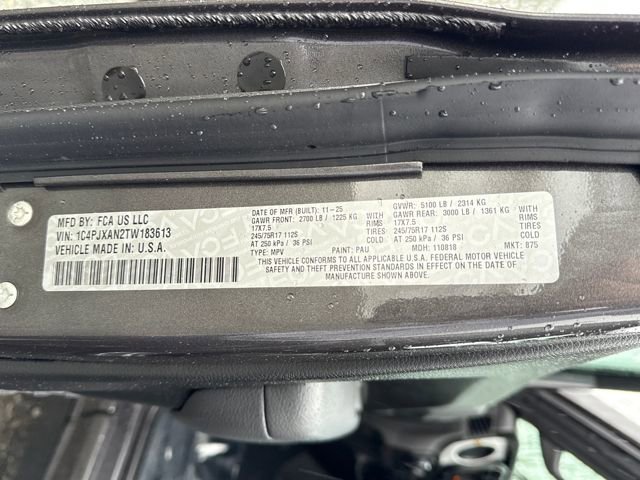 MFD BY: FCA US LLC
VIN: 1C4PJXAN2TW183613
VEHICLE MADE IN: U.S.A.
DATE OF MFR (BUILT): 11-25
GAWR FRONT: 2700 LB / 1225 KG
17X7.5
245/75R17 112S TIRES
AT 250 kPa / 36 PSI COLD
TYPE: MPV PAINT: PAU
GVWR: 5100 LB / 2314 KG
GAWR REAR: 3000 LB / 1361 KG
17X7.5
245/75R17 112S TIRES
AT 250 kPa / 36 PSI COLD
MDH: 110818 MKT: 875
THIS VEHICLE CONFORMS TO ALL APPLICABLE U.S.A. FEDERAL MOTOR VEHICLE
SAFETY AND THEFT PREVENTION STANDARDS IN EFFECT ON THE DATE OF
MANUFACTURE SHOWN ABOVE.